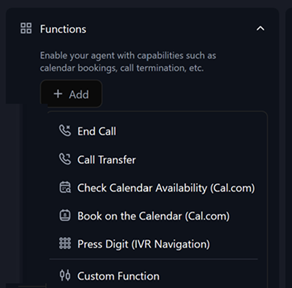 Functions
Enable your agent with capabilities such as
calendar bookings, call termination, etc.
+ Add
End Call
Call Transfer
Check Calendar Availability (Cal.com)
Book on the Calendar (Cal.com)
Press Digit (IVR Navigation)
Custom Function